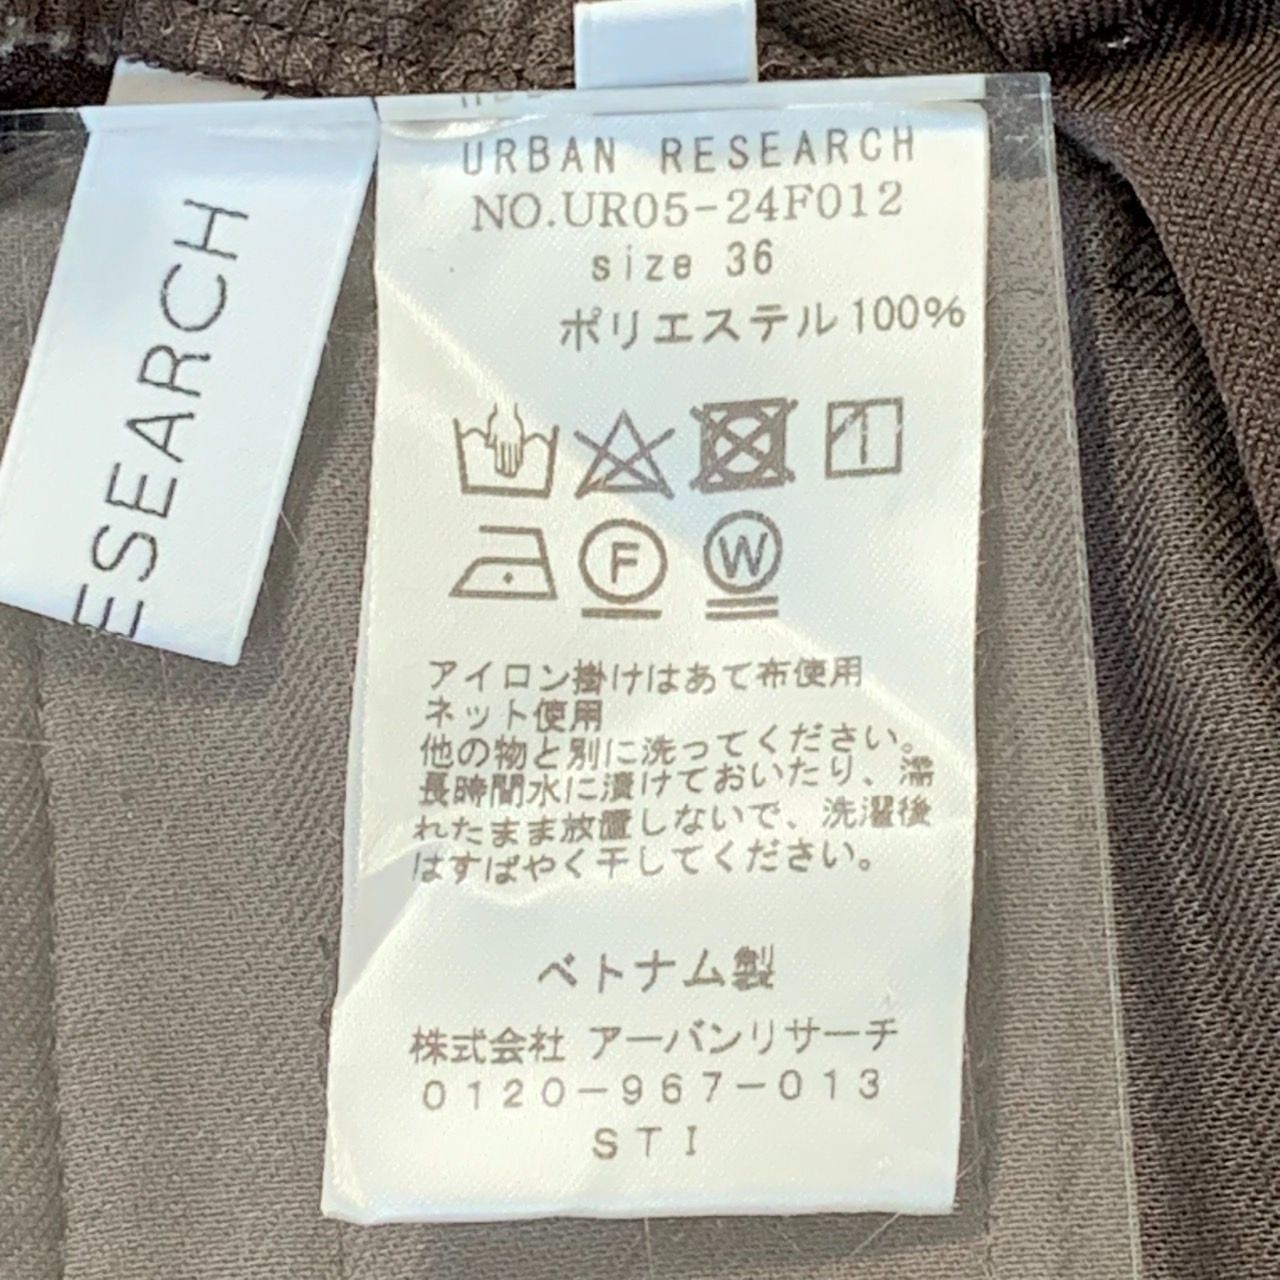 ESEARCH
URBAN RESEARCH
NO.UR05-24F012
size 36
ポリエステル100%
F
W
アイロン掛けはあて布使用
ネット使用
他の物と別に洗ってください。
長時間水に漬けておいたり、濡
れたまま放置しないで、洗濯後
はすばやく干してください。
ベトナム製
株式会社 アーバンリサーチ
0120-967-013
STI